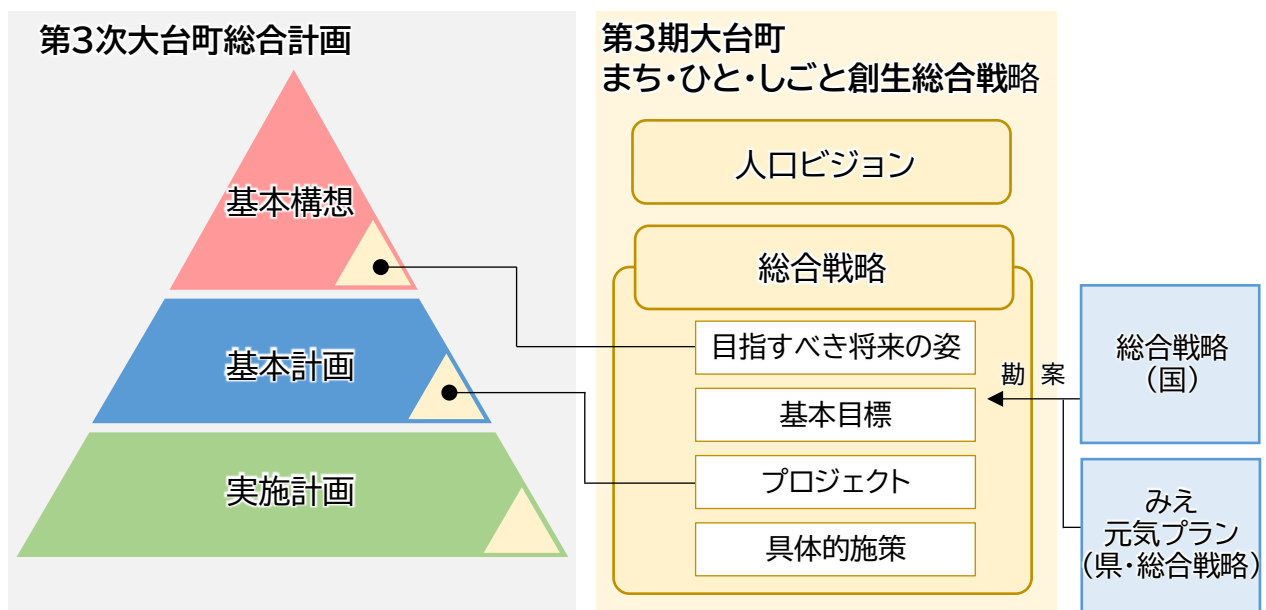 第3次大台町総合計画
基本構想
基本計画
実施計画
第3期大台町
まち・ひと・しごと創生総合戦略
人口ビジョン
総合戦略
目指すべき将来の姿
基本目標
プロジェクト
具体的施策
勘 案
総合戦略
(国)
みえ
元気プラン
(県・総合戦略)